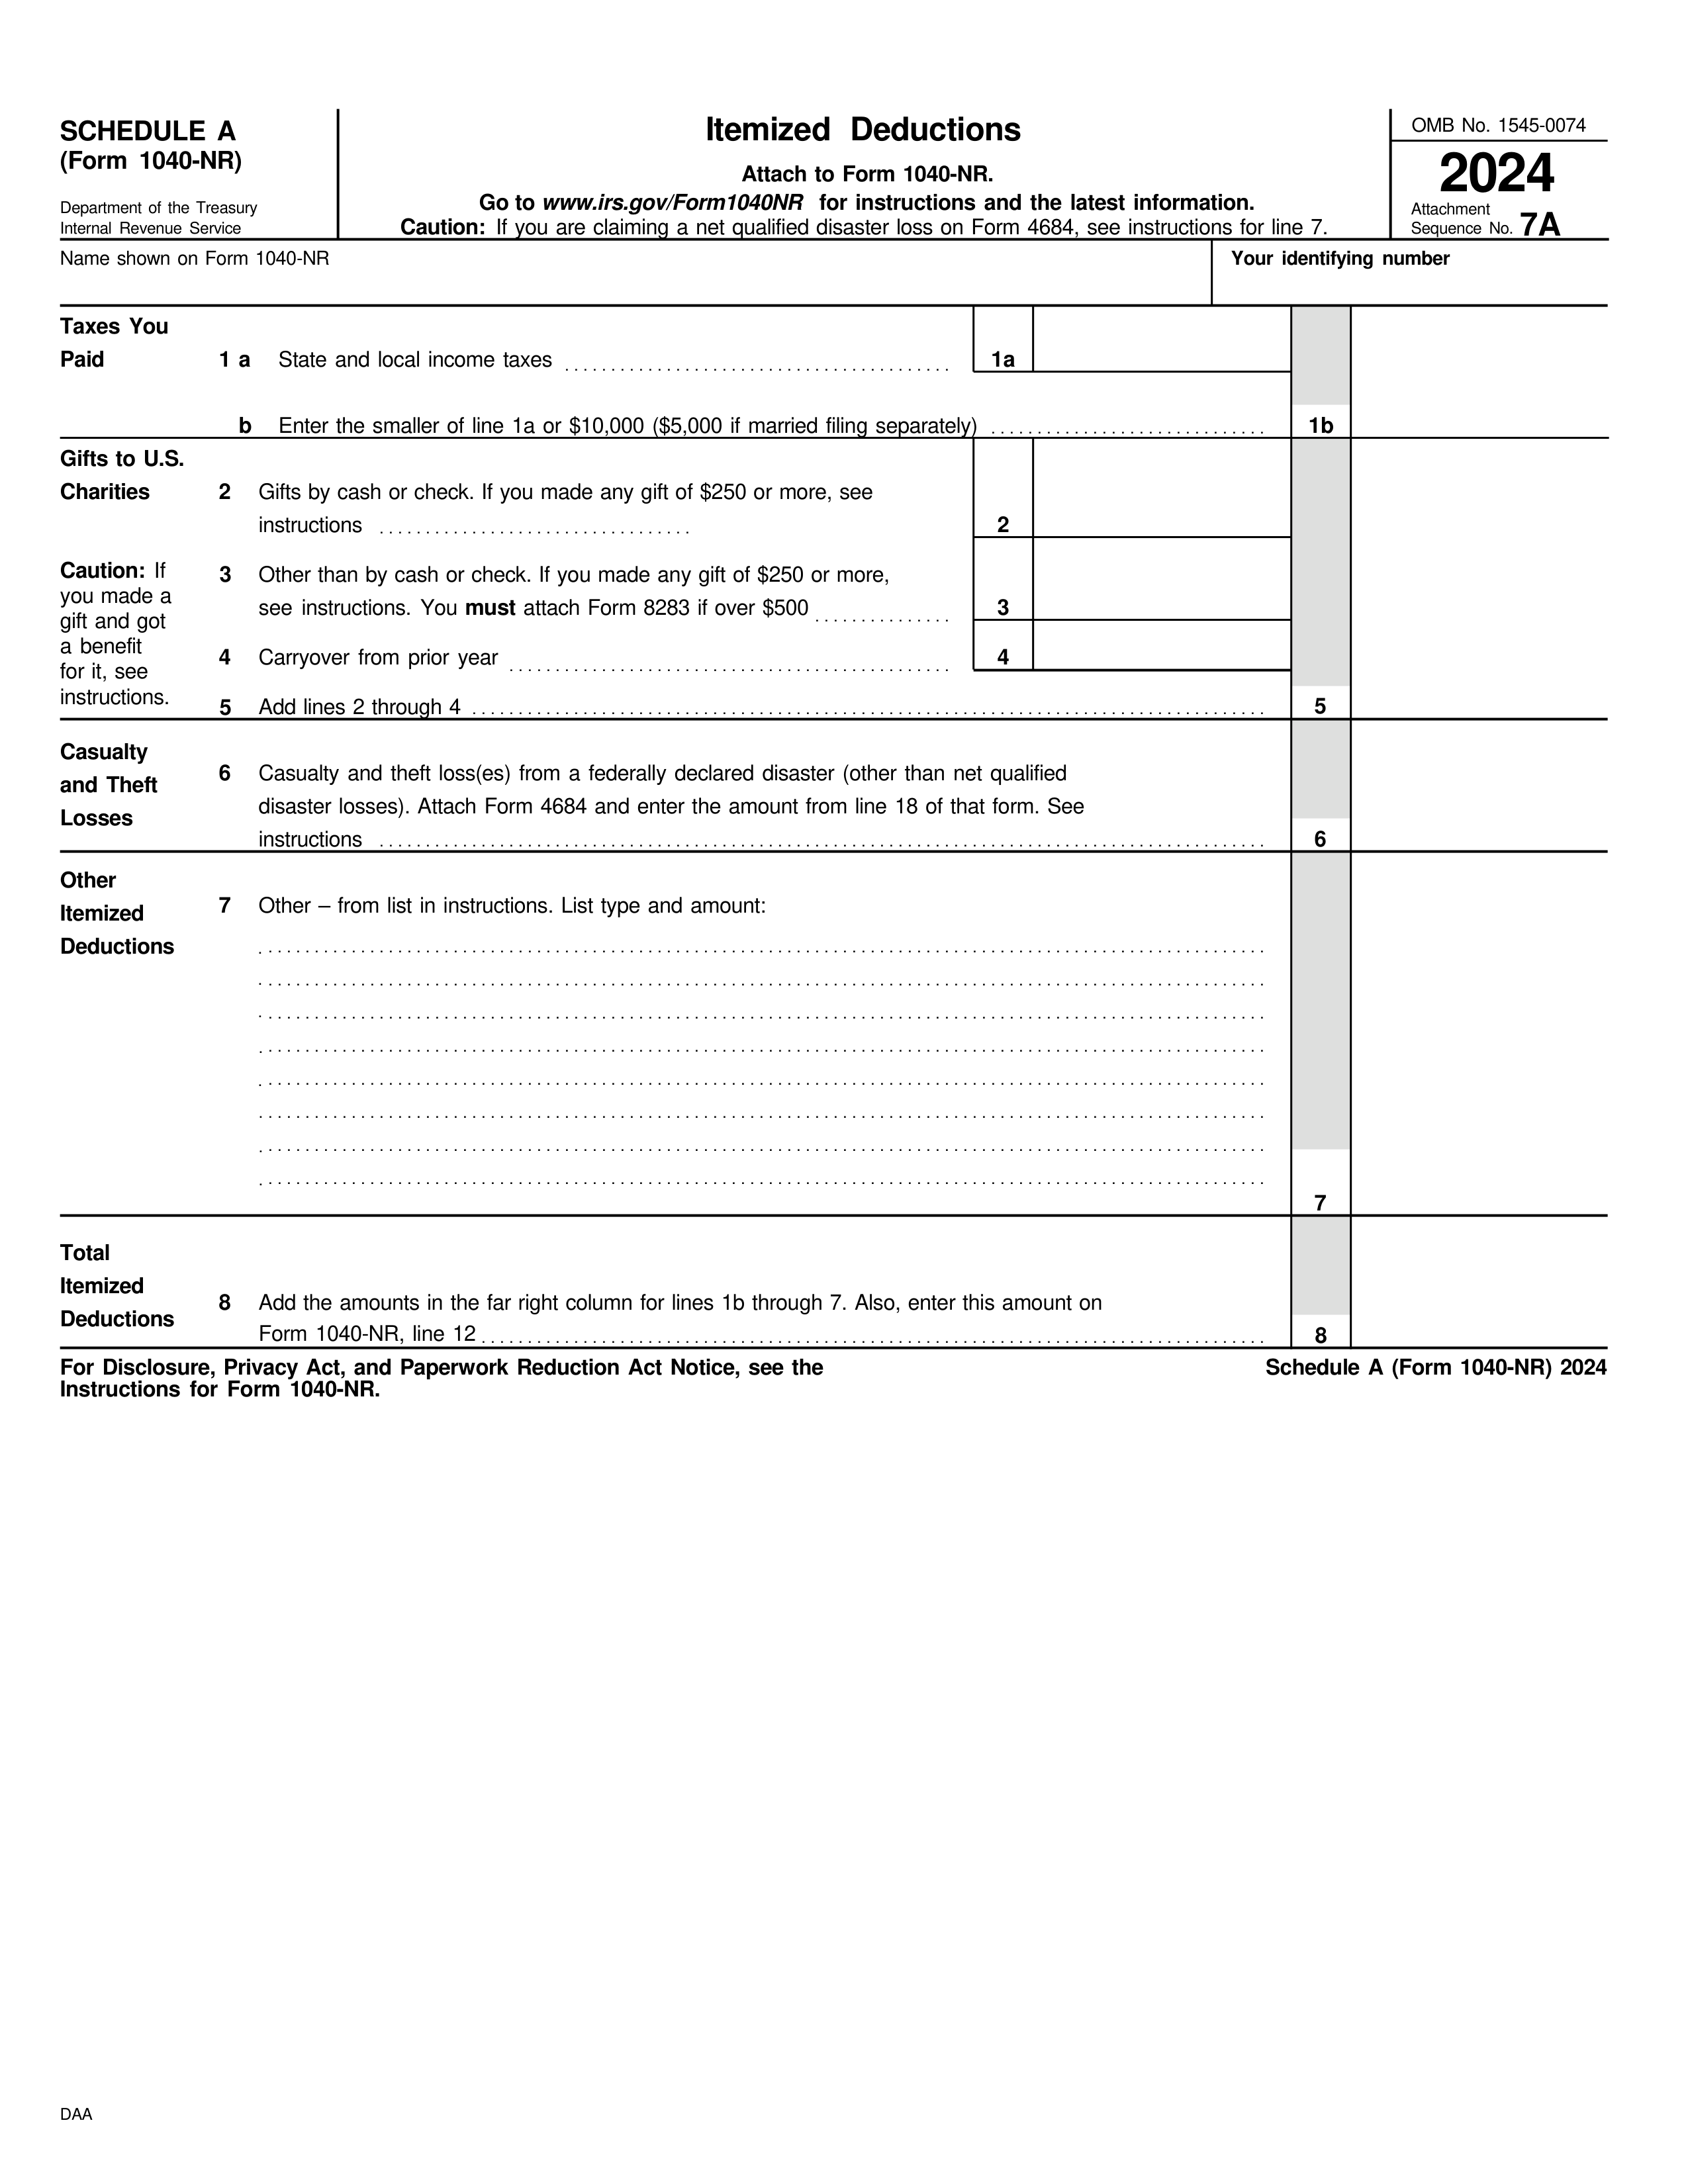 SCHEDULE A
(Form 1040-NR)
Department of the Treasury
Internal Revenue Service
Itemized Deductions
Attach to Form 1040-NR.
Go to www.irs.gov/Form1040NR for instructions and the latest information.
Caution: If you are claiming a net qualified disaster loss on Form 4684, see instructions for line 7.
OMB No. 1545-0074
2024
Attachment
Sequence No. 7A
Name shown on Form 1040-NR
Your identifying number
Taxes You
Paid
1 a State and local income taxes 1a
b Enter the smaller of line 1a or $10,000 ($5,000 if married filing separately) 1b
Gifts to U.S.
Charities
Caution: If
you made a
gift and got
a benefit
for it, see
instructions.
2 Gifts by cash or check. If you made any gift of $250 or more, see
instructions 2
3 Other than by cash or check. If you made any gift of $250 or more,
see instructions. You must attach Form 8283 if over $500 3
4 Carryover from prior year 4
5 Add lines 2 through 4 5
Casualty
and Theft
Losses
6 Casualty and theft loss(es) from a federally declared disaster (other than net qualified
disaster losses). Attach Form 4684 and enter the amount from line 18 of that form. See
instructions 6
Other
Itemized
Deductions
7 Other – from list in instructions. List type and amount:
7
Total
Itemized
Deductions
8 Add the amounts in the far right column for lines 1b through 7. Also, enter this amount on
Form 1040-NR, line 12 8
For Disclosure, Privacy Act, and Paperwork Reduction Act Notice, see the
Instructions for Form 1040-NR.
Schedule A (Form 1040-NR) 2024
DAA